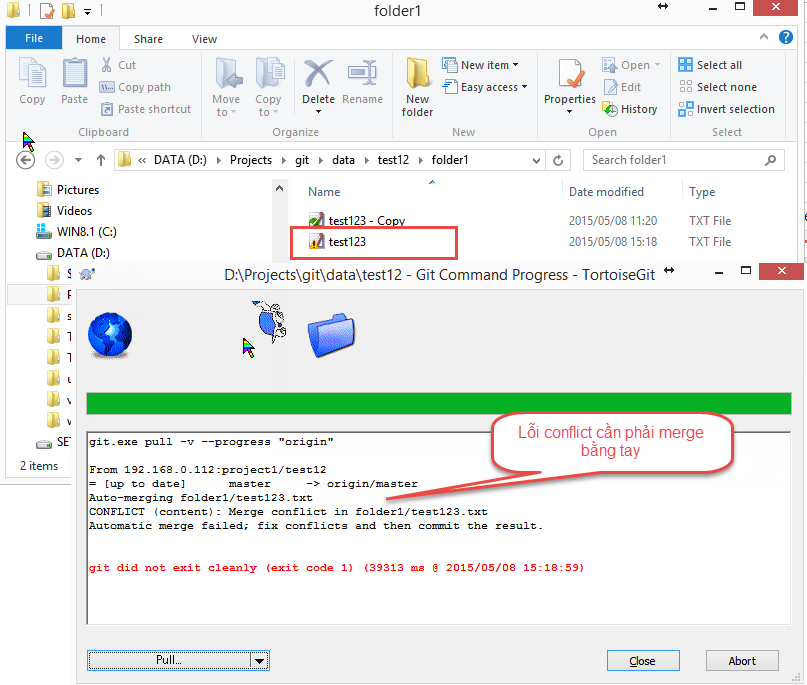 folder1
File Home Share View
Copy
Paste
Cut
Copy path
Paste shortcut
Clipboard
Move to
Copy to
Delete
Rename
Organize
New folder
New item
Easy access
New
Properties
Open
Edit
History
Open
Select all
Select none
Invert selection
Select
« DATA (D:) Projects git data test12 folder1
Search folder1
Pictures
Videos
WIN8.1 (C:)
DATA (D:)
Name Date modified Type
test123 - Copy 2015/05/08 11:20 TXT File
test123 2015/05/08 15:18 TXT File
2 items
D:\Projects\git\data\test12 - Git Command Progress - TortoiseGit
git.exe pull -v --progress "origin"
From 192.168.0.112:project1/test12
= [up to date] master -> origin/master
Auto-merging folder1/test123.txt
CONFLICT (content): Merge conflict in folder1/test123.txt
Automatic merge failed; fix conflicts and then commit the result.
git did not exit cleanly (exit code 1) (39313 ms @ 2015/05/08 15:18:59)
Lỗi conflict cần phải merge
bằng tay
Pull...
Close
Abort